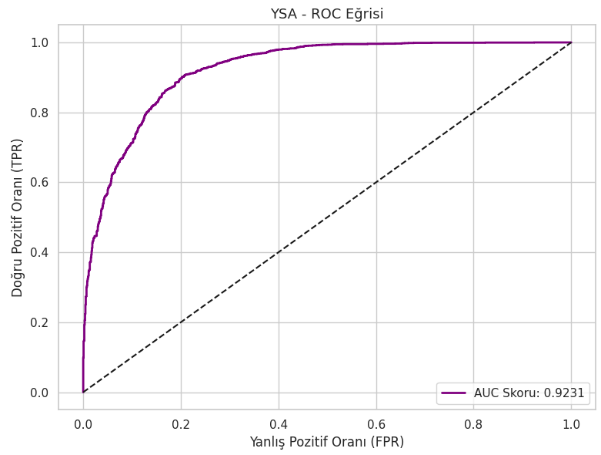 YSA - ROC Eğrisi
1.0
0.8
0.6
0.4
0.2
0.0
Doğru Pozitif Oranı (TPR)
AUC Skoru: 0.9231
0.0 0.2 0.4 0.6 0.8 1.0
Yanlış Pozitif Oranı (FPR)